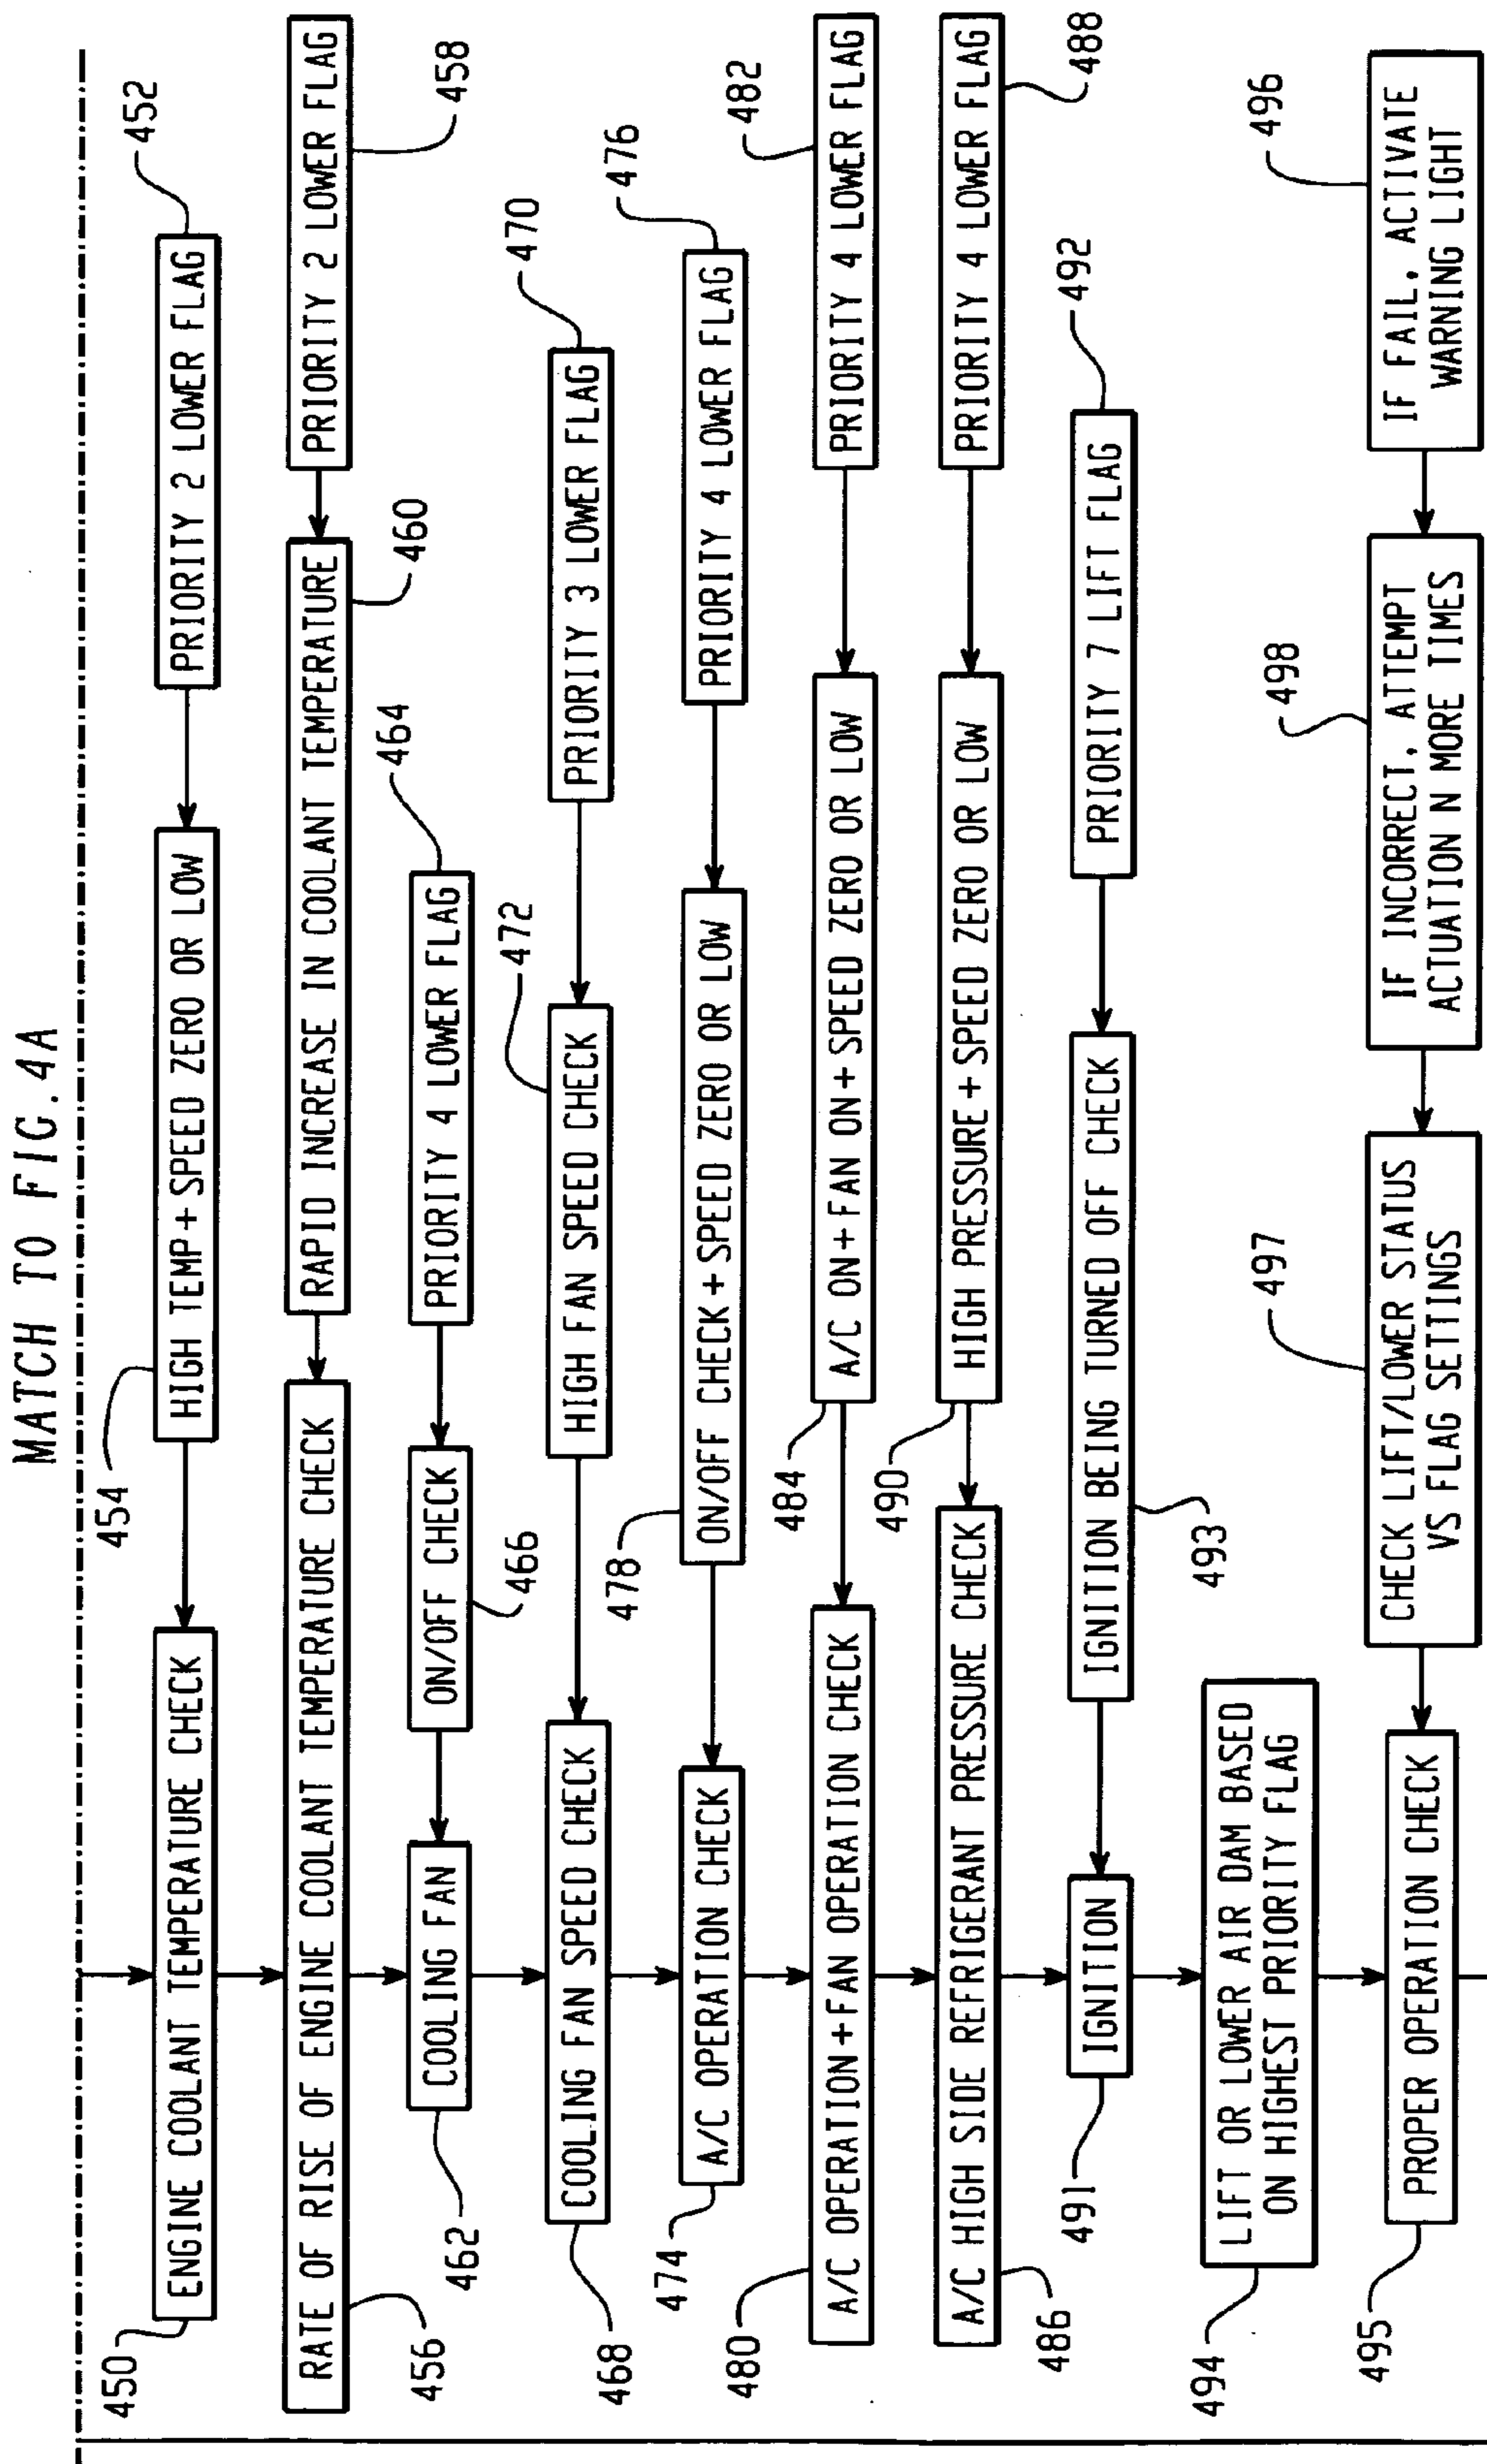 MATCH TO FIG.4A
450
ENGINE COOLANT TEMPERATURE CHECK
454
HIGH TEMP+SPEED ZERO OR LOW
PRIORITY 2 LOWER FLAG
452
456
RATE OF RISE OF ENGINE COOLANT TEMPERATURE CHECK
RAPID INCREASE IN COOLANT TEMPERATURE
460
PRIORITY 2 LOWER FLAG
458
462
COOLING FAN
ON/OFF CHECK
466
PRIORITY 4 LOWER FLAG
464
468
COOLING FAN SPEED CHECK
HIGH FAN SPEED CHECK
472
PRIORITY 3 LOWER FLAG
470
474
A/C OPERATION CHECK
478
ON/OFF CHECK+SPEED ZERO OR LOW
PRIORITY 4 LOWER FLAG
476
480
A/C OPERATION+FAN OPERATION CHECK
484
A/C ON+FAN ON+SPEED ZERO OR LOW
PRIORITY 4 LOWER FLAG
482
486
A/C HIGH SIDE REFRIGERANT PRESSURE CHECK
490
HIGH PRESSURE+SPEED ZERO OR LOW
PRIORITY 4 LOWER FLAG
488
491
IGNITION
IGNITION BEING TURNED OFF CHECK
493
PRIORITY 7 LIFT FLAG
492
494
LIFT OR LOWER AIR DAM BASED
ON HIGHEST PRIORITY FLAG
495
PROPER OPERATION CHECK
497
CHECK LIFT/LOWER STATUS
VS FLAG SETTINGS
498
IF INCORRECT, ATTEMPT
ACTUATION N MORE TIMES
496
IF FAIL, ACTIVATE
WARNING LIGHT